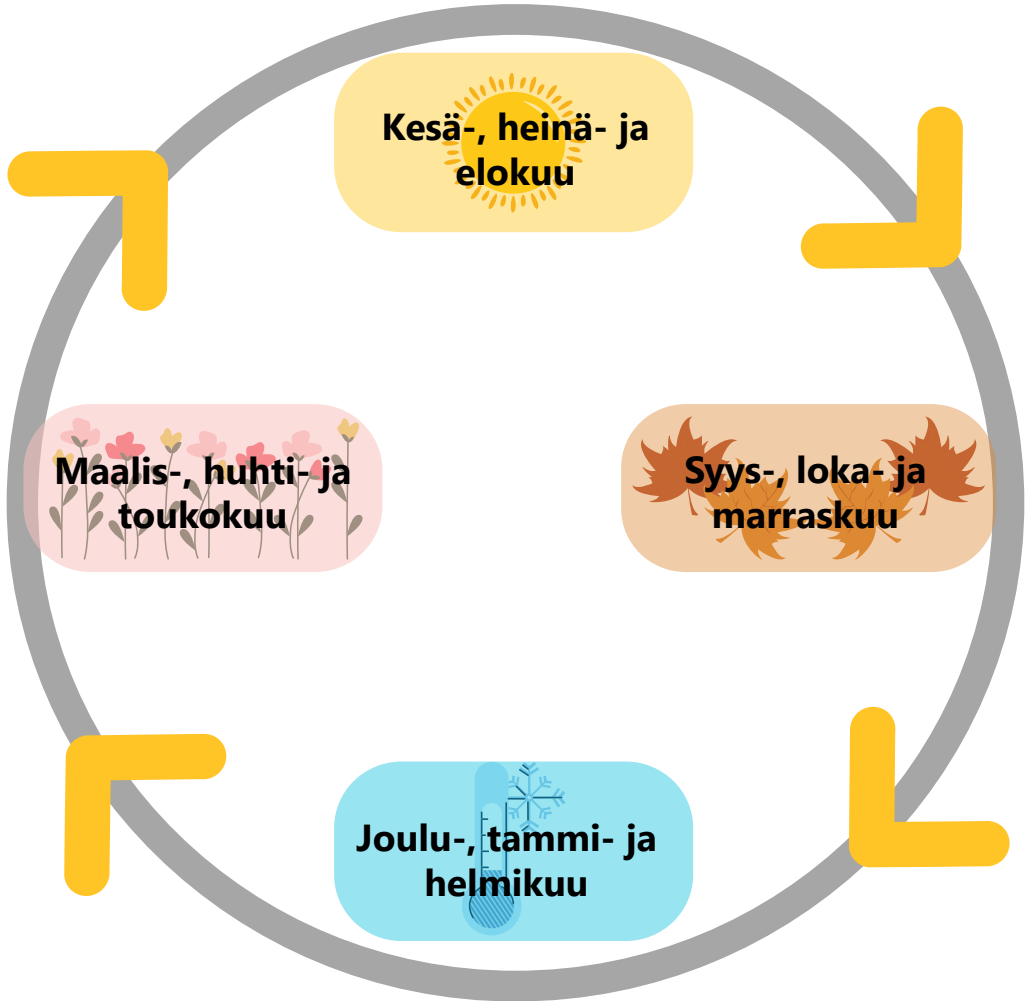 Kesä-, heinä- ja
elokuu
Maalis-, huhti- ja
toukokuu
Syys-, loka- ja
marraskuu
Joulu-, tammi- ja
helmikuu